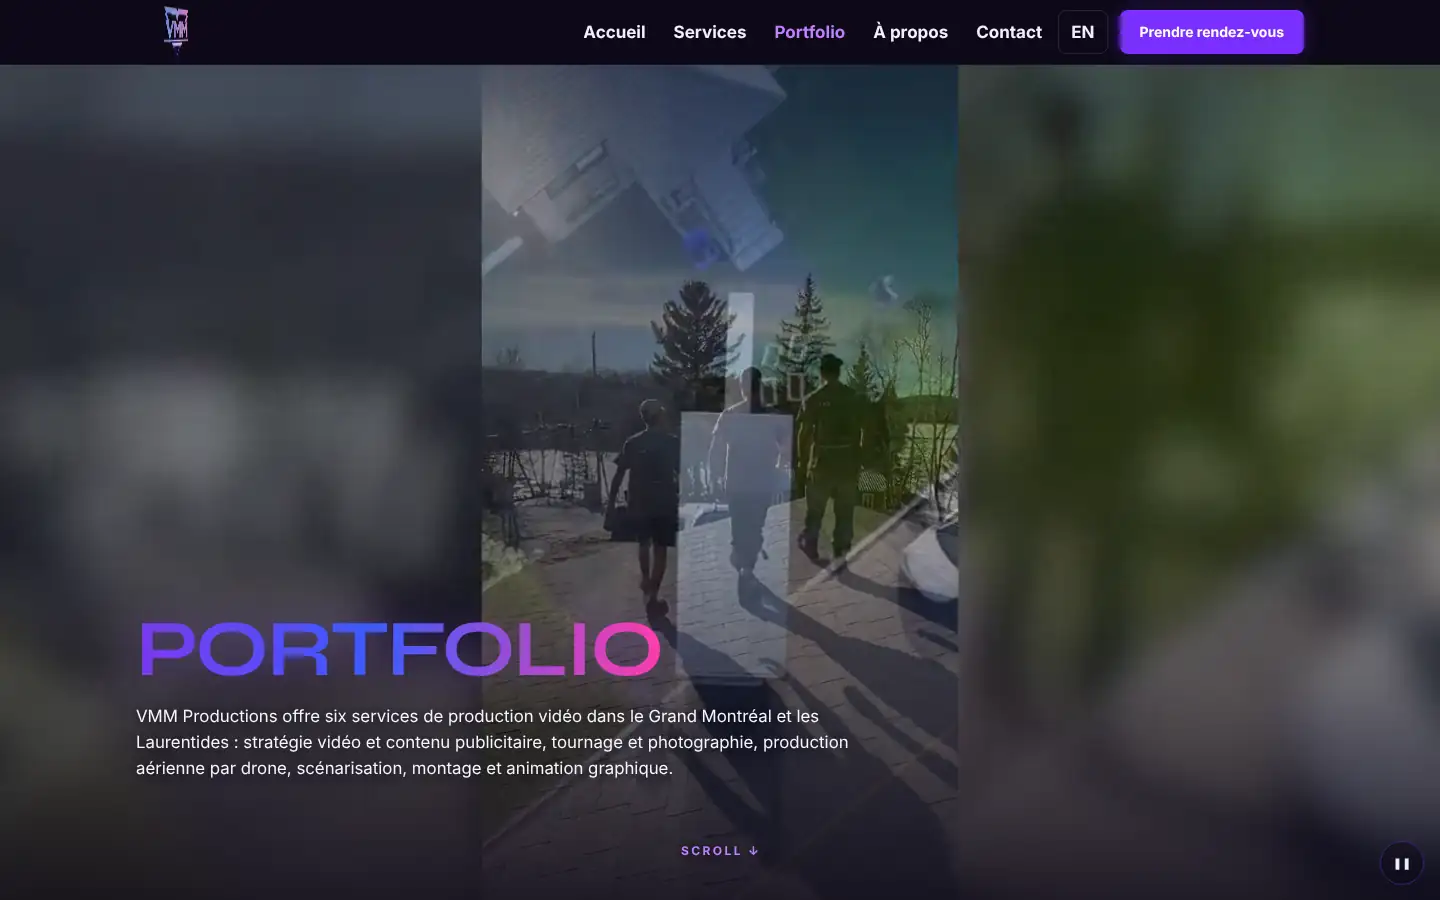 VMM
Accueil
Services
Portfolio
À propos
Contact
EN
Prendre rendez-vous
PORTFOLIO
VMM Productions offre six services de production vidéo dans le Grand Montréal et les
Laurentides : stratégie vidéo et contenu publicitaire, tournage et photographie, production
aérienne par drone, scénarisation, montage et animation graphique.
SCROLL ↓